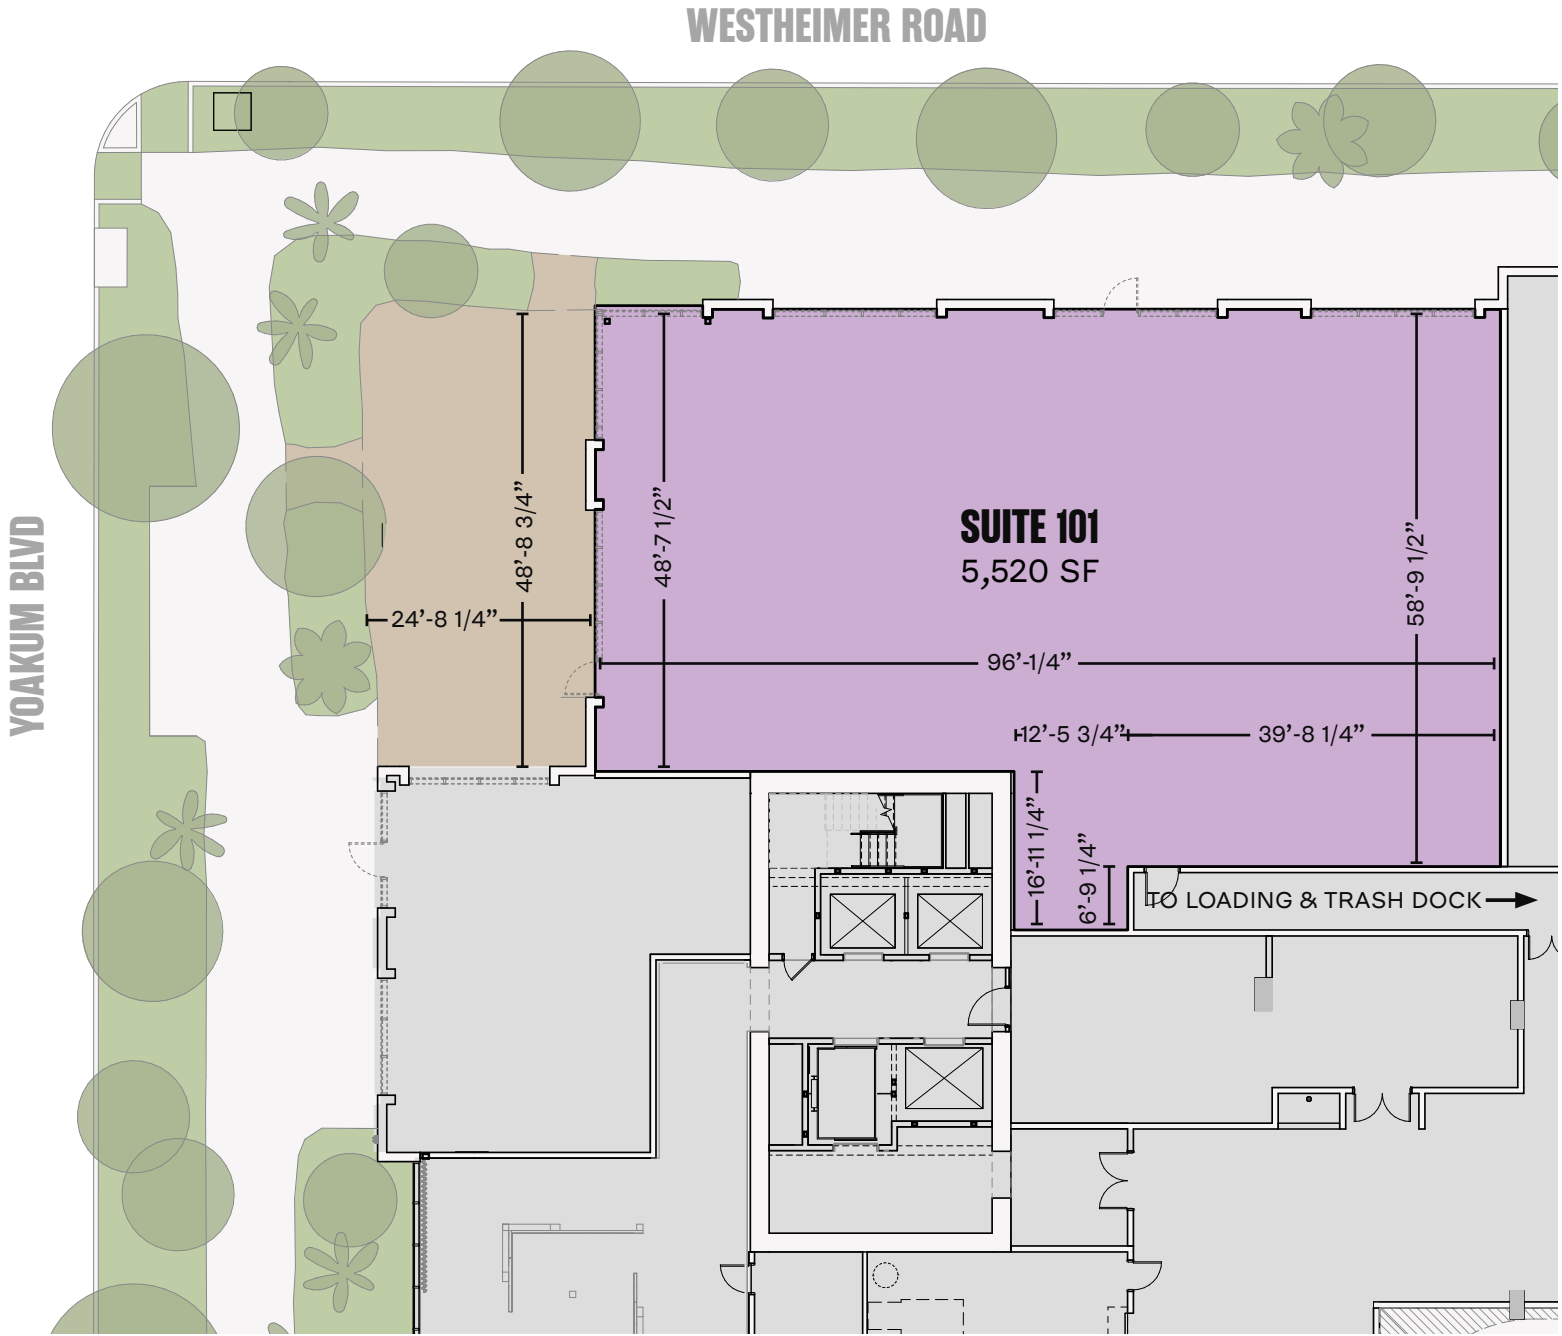 WESTHEIMER ROAD
YOAKUM BLVD
48’-8 3/4”
48’-7 1/2”
SUITE 101
5,520 SF
58’-9 1/2”
24’-8 1/4”
96’-1/4”
12’-5 3/4”
39’-8 1/4”
16’-11 1/4”
6’-9 1/4”
TO LOADING & TRASH DOCK